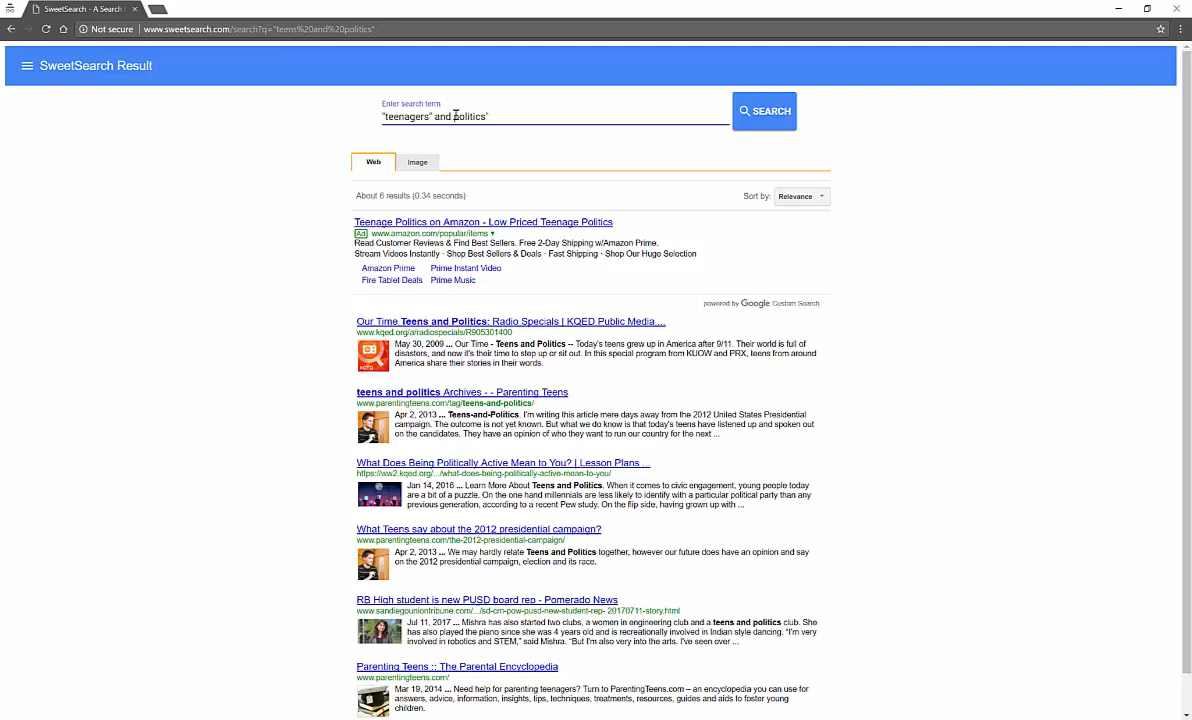 SweetSearch - A Search
Not secure | www.sweetsearch.com/search?q="teens%20and%20politics"
SweetSearch Result
Enter search term
"teenagers" and politics"
SEARCH
Web
Image
About 6 results (0.34 seconds)
Sort by:
Relevance
Teenage Politics on Amazon - Low Priced Teenage Politics
Ad www.amazon.com/popular/items
Read Customer Reviews & Find Best Sellers. Free 2-Day Shipping w/Amazon Prime.
Stream Videos Instantly · Shop Best Sellers & Deals · Fast Shipping · Shop Our Huge Selection
Amazon Prime Prime Instant Video
Fire Tablet Deals Prime Music
powered by Google Custom Search
Our Time Teens and Politics: Radio Specials | KQED Public Media ...
www.kqed.org/a/radiospecials/R905301400
May 30, 2009 ... Our Time - Teens and Politics -- Today's teens grew up in America after 9/11. Their world is full of
disasters, and now it's their time to step up or sit out. In this special program from KUOW and PRX, teens from around
America share their stories in their words.
teens and politics Archives - - Parenting Teens
www.parentingteens.com/tag/teens-and-politics/
Apr 2, 2013 ... Teens-and-Politics. I'm writing this article mere days away from the 2012 United States Presidential
campaign. The outcome is not yet known. But what we do know is that today's teens have listened up and spoken out
on the candidates. They have an opinion of who they want to run our country for the next ...
What Does Being Politically Active Mean to You? | Lesson Plans ...
https://ww2.kqed.org/.../what-does-being-politically-active-mean-to-you/
Jan 14, 2016 ... Learn More About Teens and Politics. When it comes to civic engagement, young people today
are a bit of a puzzle. On the one hand millennials are less likely to identify with a particular political party than any
previous generation, according to a recent Pew study. On the flip side, having grown up with ...
What Teens say about the 2012 presidential campaign?
www.parentingteens.com/the-2012-presidential-campaign/
Apr 2, 2013 ... We may hardly relate Teens and Politics together, however our future does have an opinion and say
on the 2012 presidential campaign, election and its race.
RB High student is new PUSD board rep - Pomerado News
www.sandiegouniontribune.com/.../sd-cm-pow-pusd-new-student-rep- 20170711-story.html
Jul 11, 2017 ... Mishra has also started two clubs, a women in engineering club and a teens and politics club. She
has also played the piano since she was 4 years old and is recreationally involved in Indian style dancing. "I'm very
involved in robotics and STEM," said Mishra. "But I'm also very into the arts. I've seen over ...
Parenting Teens :: The Parental Encyclopedia
www.parentingteens.com/
Mar 19, 2014 ... Need help for parenting teenagers? Turn to ParentingTeens.com – an encyclopedia you can use for
answers, advice, information, insights, tips, techniques, treatments, resources, guides and aids to foster young
children.